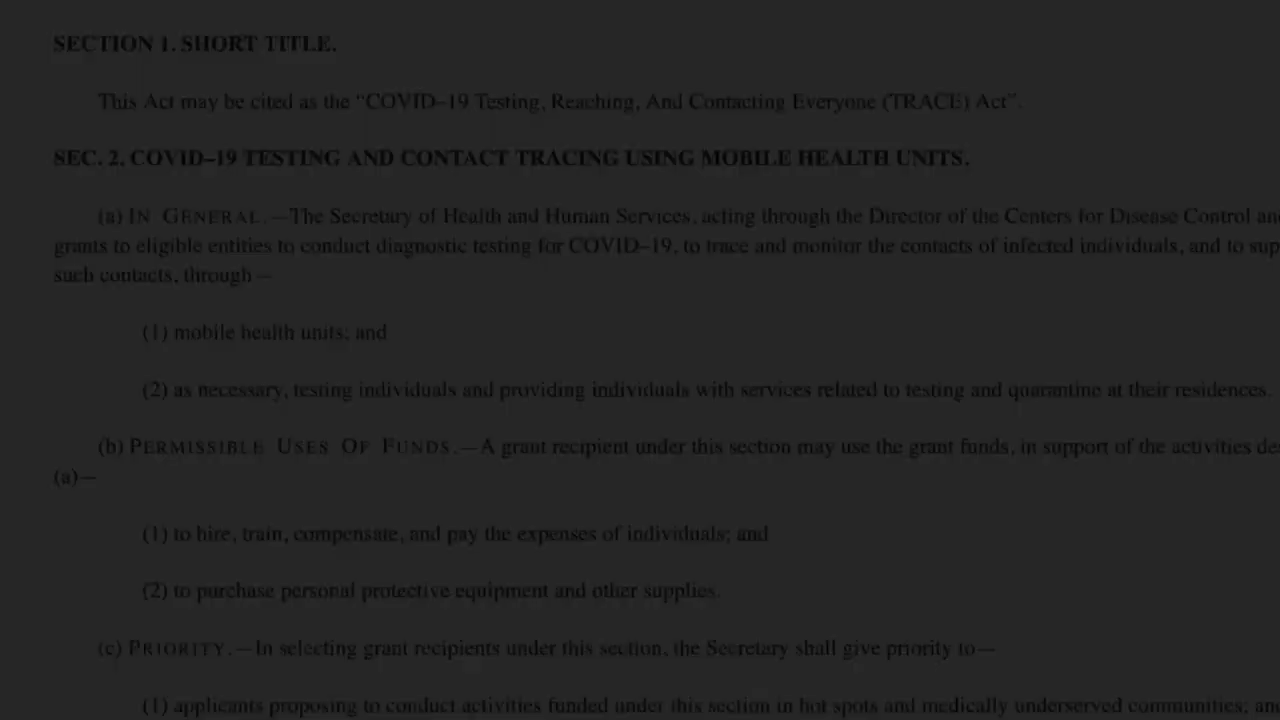 SECTION 1. SHORT TITLE.
This Act may be cited as the “COVID–19 Testing, Reaching, And Contacting Everyone (TRACE) Act”.
SEC. 2. COVID–19 TESTING AND CONTACT TRACING USING MOBILE HEALTH UNITS.
(a) IN GENERAL.—The Secretary of Health and Human Services, acting through the Director of the Centers for Disease Control
grants to eligible entities to conduct diagnostic testing for COVID–19, to trace and monitor the contacts of infected individuals, and to
such contacts, through—
(1) mobile health units; and
(2) as necessary, testing individuals and providing individuals with services related to testing and quarantine at their residences.
(b) PERMISSIBLE USES OF FUNDS.—A grant recipient under this section may use the grant funds, in support of the activities
(a)—
(1) to hire, train, compensate, and pay the expenses of individuals; and
(2) to purchase personal protective equipment and other supplies.
(c) PRIORITY.—In selecting grant recipients under this section, the Secretary shall give priority to—
(1) applicants proposing to conduct activities funded under this section in hot spots and medically underserved communities;